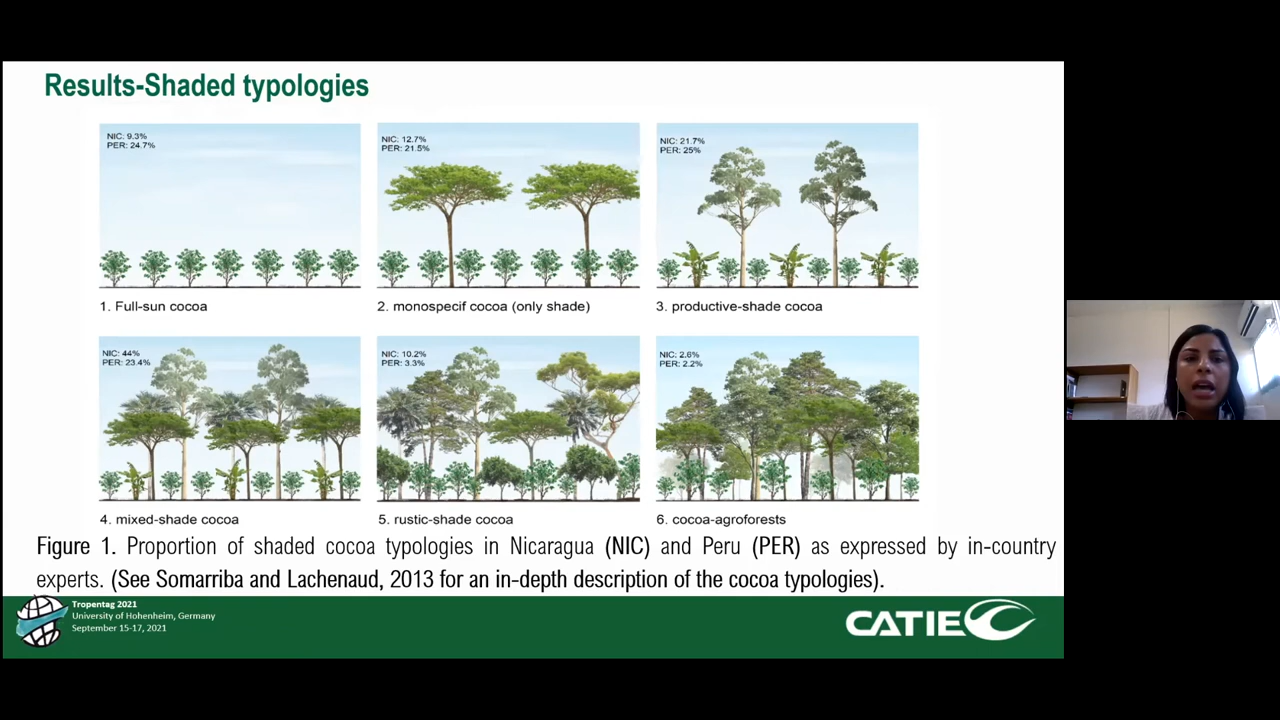 Results-Shaded typologies
NIC: 9.3%
PER: 24.7%
NIC: 12.7%
PER: 21.5%
NIC: 21.7%
PER: 25%
1. Full-sun cocoa
2. monospecif cocoa (only shade)
3. productive-shade cocoa
NIC: 44%
PER: 23.4%
NIC: 10.2%
PER: 3.3%
NIC: 2.6%
PER: 2.2%
4. mixed-shade cocoa
5. rustic-shade cocoa
6. cocoa-agroforests
Figure 1. Proportion of shaded cocoa typologies in Nicaragua (NIC) and Peru (PER) as expressed by in-country
experts. (See Somarriba and Lachenaud, 2013 for an in-depth description of the cocoa typologies).
Tropentag 2021
University of Hohenheim, Germany
September 15-17, 2021
CATIE